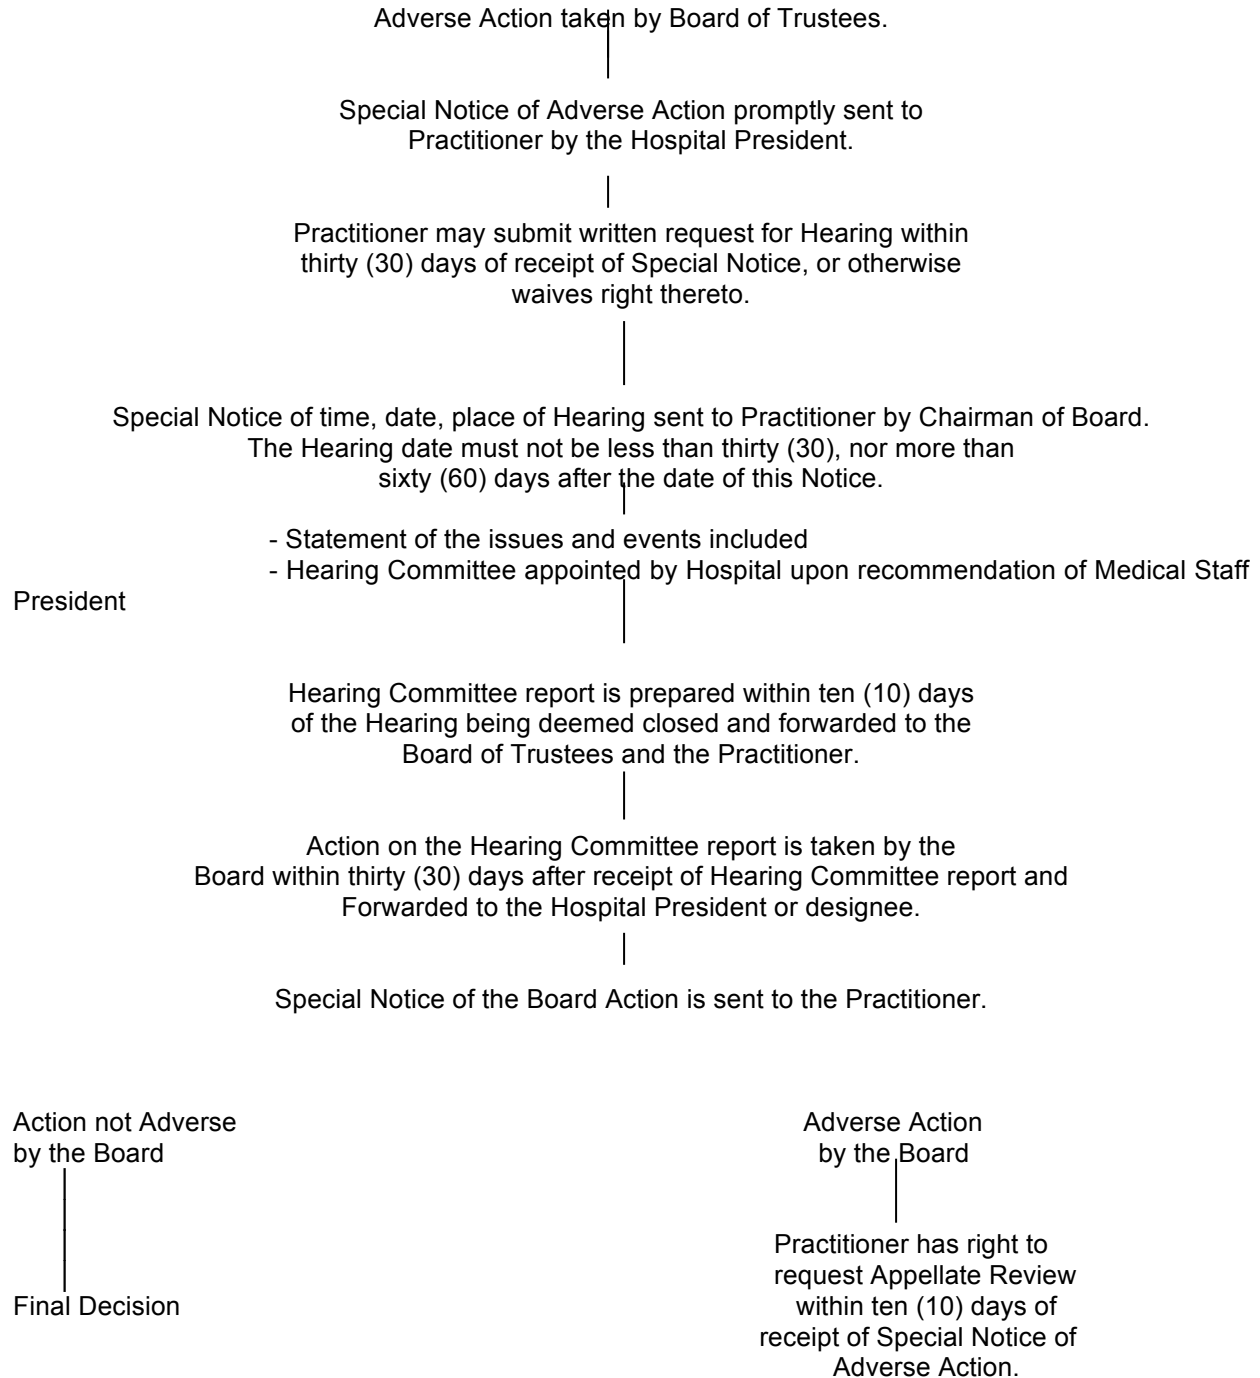 Adverse Action taken by Board of Trustees.
Special Notice of Adverse Action promptly sent to
Practitioner by the Hospital President.
Practitioner may submit written request for Hearing within
thirty (30) days of receipt of Special Notice, or otherwise
waives right thereto.
Special Notice of time, date, place of Hearing sent to Practitioner by Chairman of Board.
The Hearing date must not be less than thirty (30), nor more than
sixty (60) days after the date of this Notice.
- Statement of the issues and events included
- Hearing Committee appointed by Hospital upon recommendation of Medical Staff
President
Hearing Committee report is prepared within ten (10) days
of the Hearing being deemed closed and forwarded to the
Board of Trustees and the Practitioner.
Action on the Hearing Committee report is taken by the
Board within thirty (30) days after receipt of Hearing Committee report and
Forwarded to the Hospital President or designee.
Special Notice of the Board Action is sent to the Practitioner.
Action not Adverse
by the Board
Final Decision
Adverse Action
by the Board
Practitioner has right to
request Appellate Review
within ten (10) days of
receipt of Special Notice of
Adverse Action.